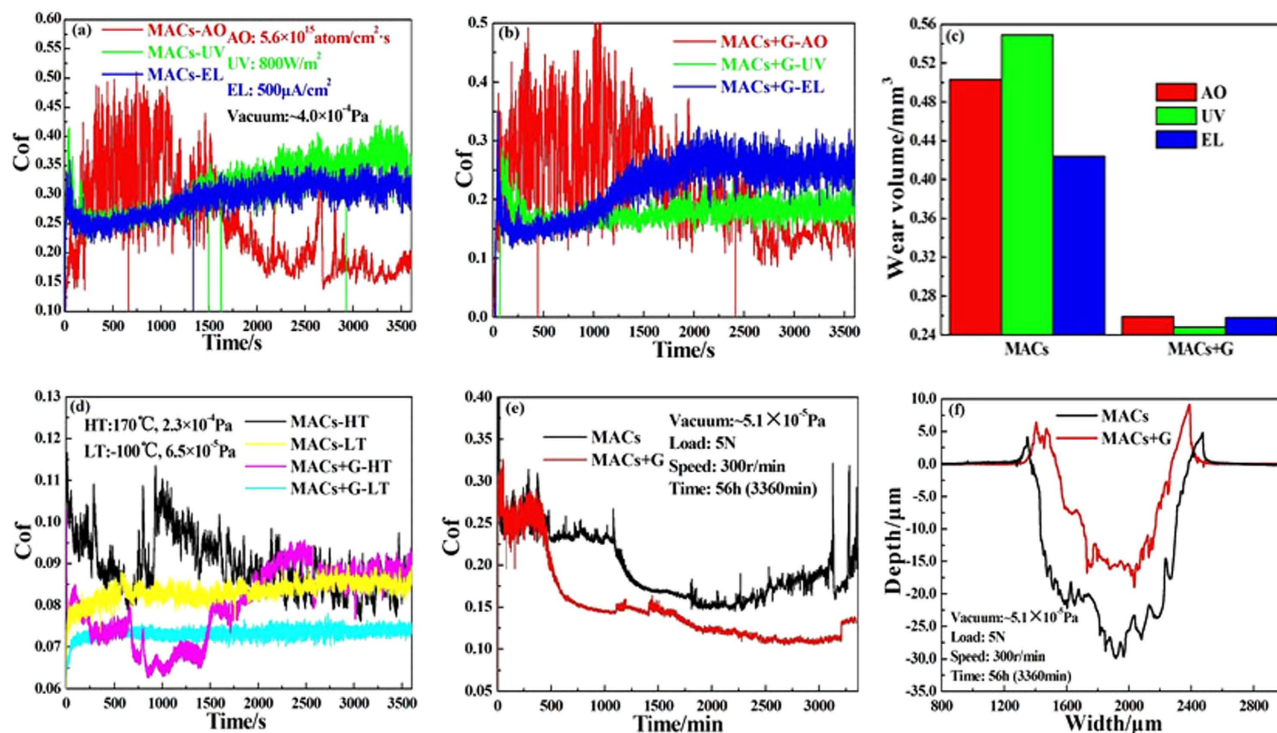 (a)
MACs-AO
MACs-UV
MACs-EL
AO: 5.6×10¹⁵atom/cm²·s
UV: 800W/m²
EL: 500μA/cm²
Vacuum:~4.0×10⁻⁴Pa
Cof
0.60
0.55
0.50
0.45
0.40
0.35
0.30
0.25
0.20
0.15
0.10
0 500 1000 1500 2000 2500 3000 3500
Time/s
(b)
MACs+G-AO
MACs+G-UV
MACs+G-EL
Cof
0.5
0.4
0.3
0.2
0.1
0.0
0 500 1000 1500 2000 2500 3000 3500
Time/s
(c)
AO
UV
EL
Wear volume/mm³
0.56
0.52
0.48
0.44
0.40
0.36
0.32
0.28
0.24
MACs MACs+G
(d)
HT:170℃, 2.3×10⁻⁴Pa
LT:-100℃, 6.5×10⁻⁵Pa
MACs-HT
MACs-LT
MACs+G-HT
MACs+G-LT
Cof
0.13
0.12
0.11
0.10
0.09
0.08
0.07
0.06
0 500 1000 1500 2000 2500 3000 3500
Time/s
(e)
MACs
MACs+G
Vacuum:~5.1×10⁻⁵Pa
Load: 5N
Speed: 300r/min
Time: 56h (3360min)
Cof
0.40
0.35
0.30
0.25
0.20
0.15
0.10
0.05
0 500 1000 1500 2000 2500 3000
Time/min
(f)
MACs
MACs+G
Depth/μm
10.0
5.0
0.0
-5.0
-10.0
-15.0
-20.0
-25.0
-30.0
-35.0
Vacuum:~5.1×10⁻⁵Pa
Load: 5N
Speed: 300r/min
Time: 56h (3360min)
800 1200 1600 2000 2400 2800
Width/μm